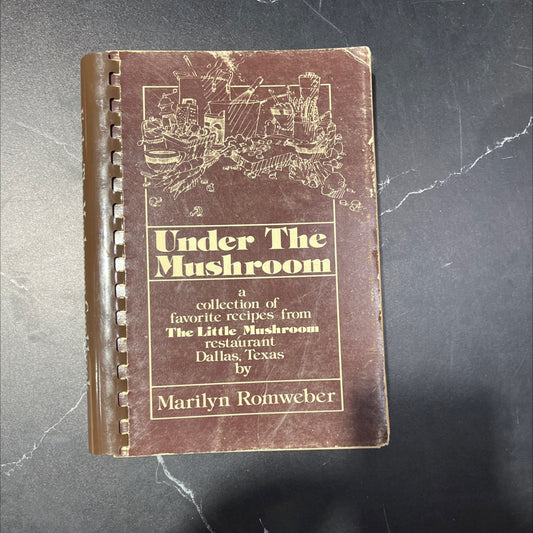 Under The
Mushroom
a
collection of
favorite recipes from
The Little Mushroom
restaurant
Dallas, Texas
by
Marilyn Romweber